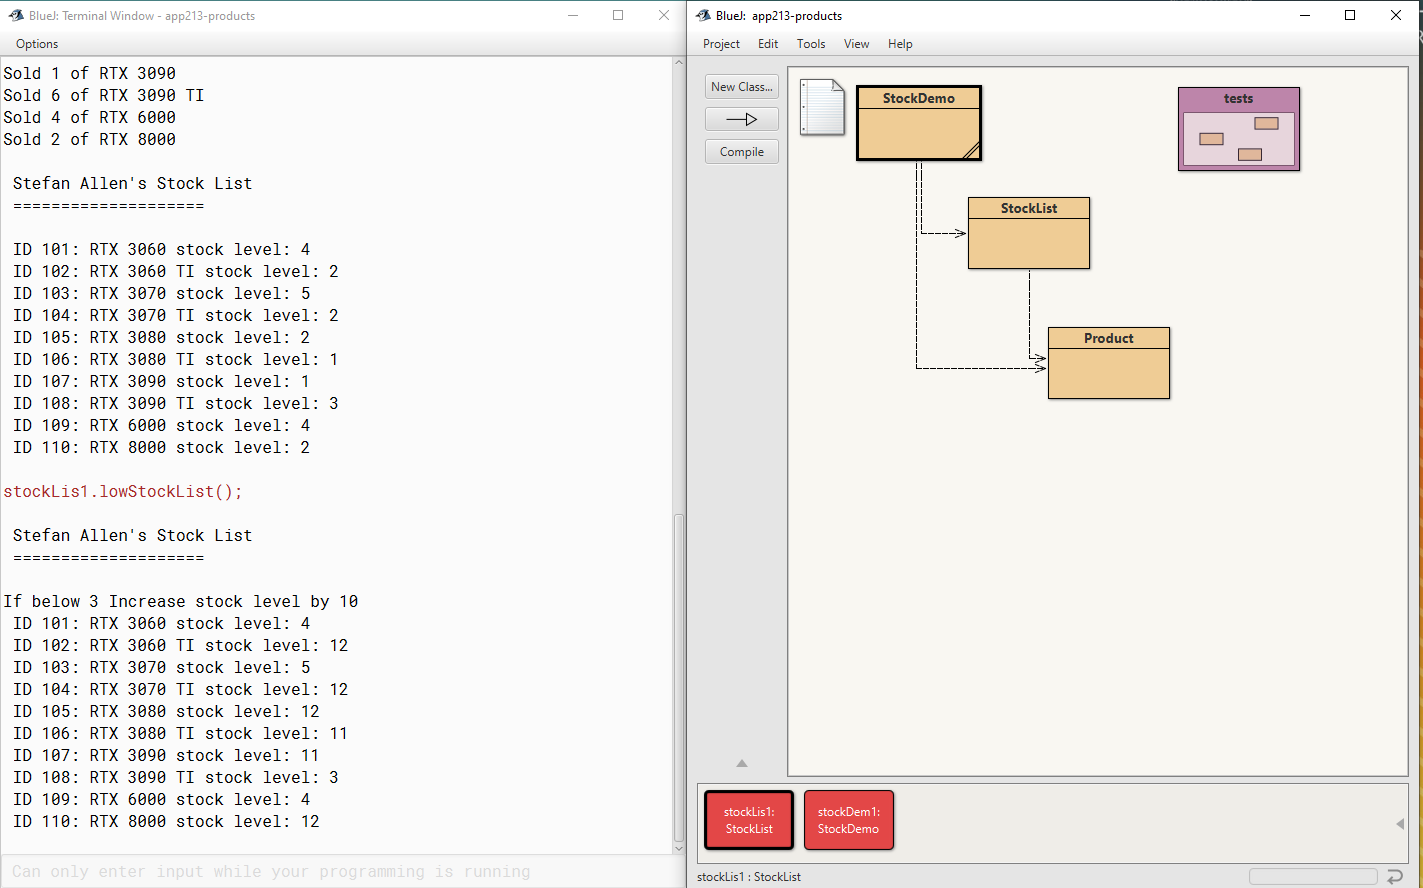 BlueJ: Terminal Window - app213-products
Options
Sold 1 of RTX 3090
Sold 6 of RTX 3090 TI
Sold 4 of RTX 6000
Sold 2 of RTX 8000
Stefan Allen's Stock List
====================
ID 101: RTX 3060 stock level: 4
ID 102: RTX 3060 TI stock level: 2
ID 103: RTX 3070 stock level: 5
ID 104: RTX 3070 TI stock level: 2
ID 105: RTX 3080 stock level: 2
ID 106: RTX 3080 TI stock level: 1
ID 107: RTX 3090 stock level: 1
ID 108: RTX 3090 TI stock level: 3
ID 109: RTX 6000 stock level: 4
ID 110: RTX 8000 stock level: 2
stockLis1.lowStockList();
Stefan Allen's Stock List
====================
If below 3 Increase stock level by 10
ID 101: RTX 3060 stock level: 4
ID 102: RTX 3060 TI stock level: 12
ID 103: RTX 3070 stock level: 5
ID 104: RTX 3070 TI stock level: 12
ID 105: RTX 3080 stock level: 12
ID 106: RTX 3080 TI stock level: 11
ID 107: RTX 3090 stock level: 11
ID 108: RTX 3090 TI stock level: 3
ID 109: RTX 6000 stock level: 4
ID 110: RTX 8000 stock level: 12
Can only enter input while your programming is running
BlueJ: app213-products
Project Edit Tools View Help
New Class...
Compile
StockDemo
tests
StockList
Product
stockLis1:
StockList
stockDem1:
StockDemo
stockLis1 : StockList